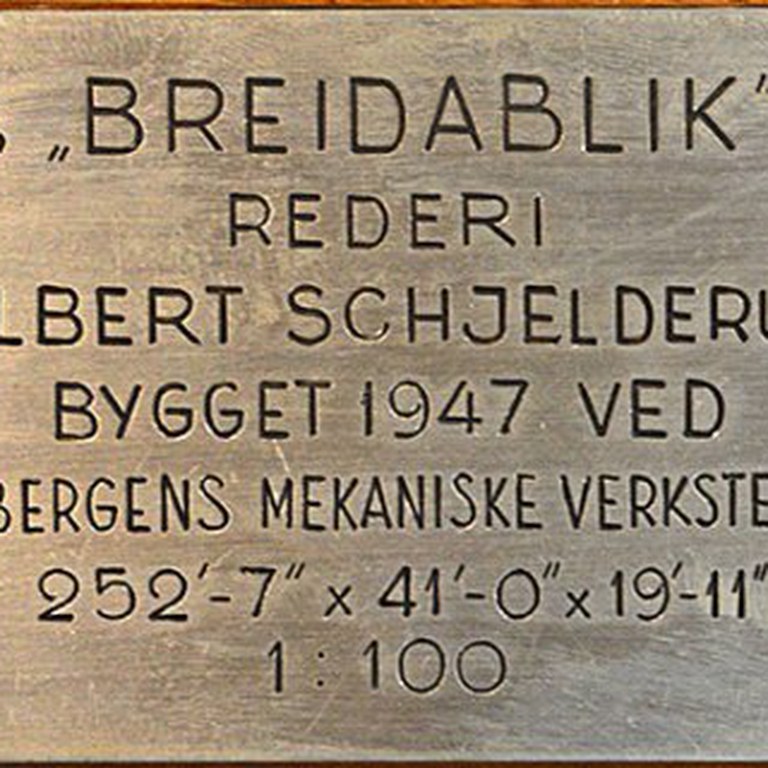 „BREIDABLIK”
REDERI
LBERT SCHJELDERU
BYGGET 1947 VED
BERGENS MEKANISKE VERKSTE
252′-7″ x 41′-0″ x 19′-11″
1 : 100